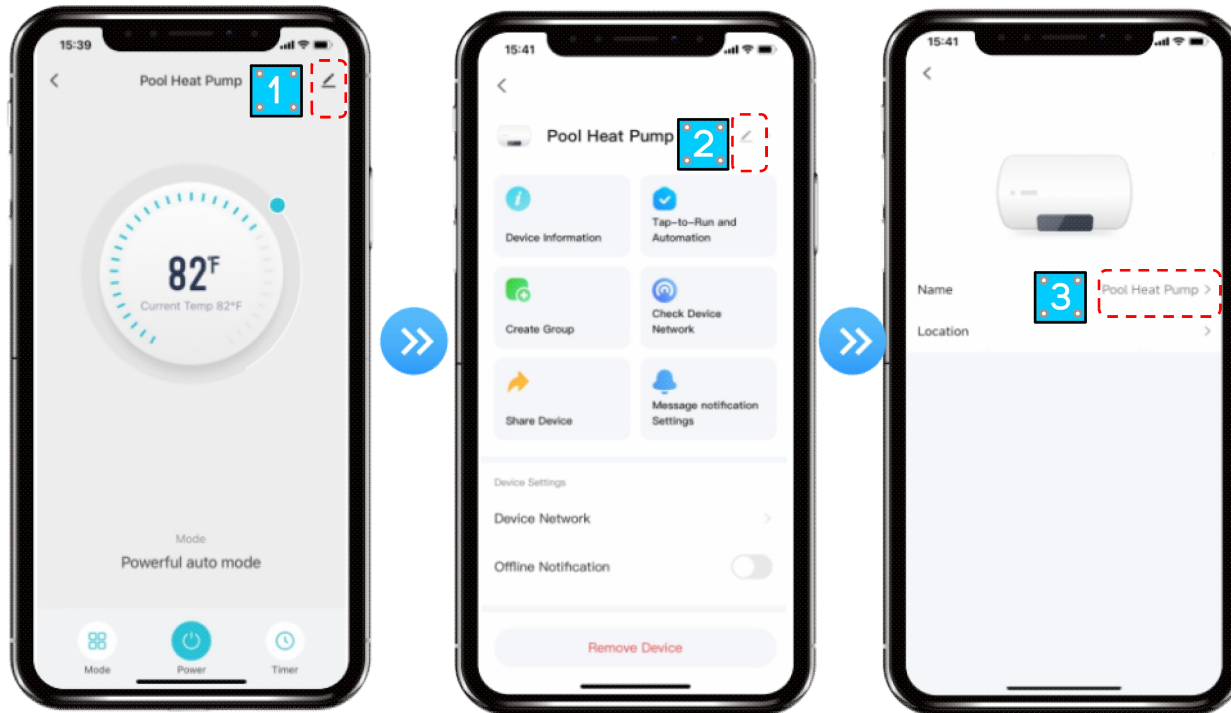 15:39
Pool Heat Pump
1
82°F
Current Temp 82°F
Mode
Powerful auto mode
Mode
Power
Timer
15:41
Pool Heat Pump
2
Device Information
Tap-to-Run and
Automation
Create Group
Check Device
Network
Share Device
Message notification
Settings
Device Settings
Device Network
Offline Notification
Remove Device
15:41
Name
3
Pool Heat Pump
Location